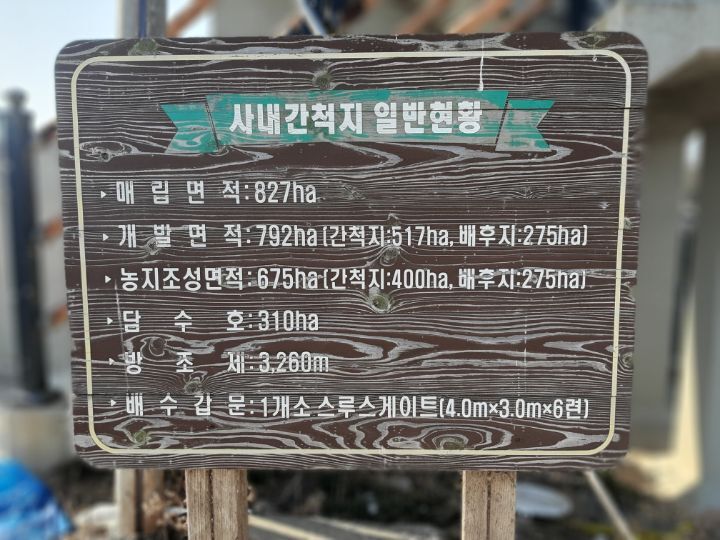 사내간척지 일반현황
▸ 매 립 면 적 : 827ha
▸ 개 발 면 적 : 792ha (간척지:517ha, 배후지:275ha)
▸ 농지조성면적 : 675ha (간척지:400ha, 배후지:275ha)
▸ 담 수 호 : 310ha
▸ 방 조 제 : 3,260m
▸ 배 수 갑 문 : 1개소 스루스게이트(4.0m×3.0m×6련)